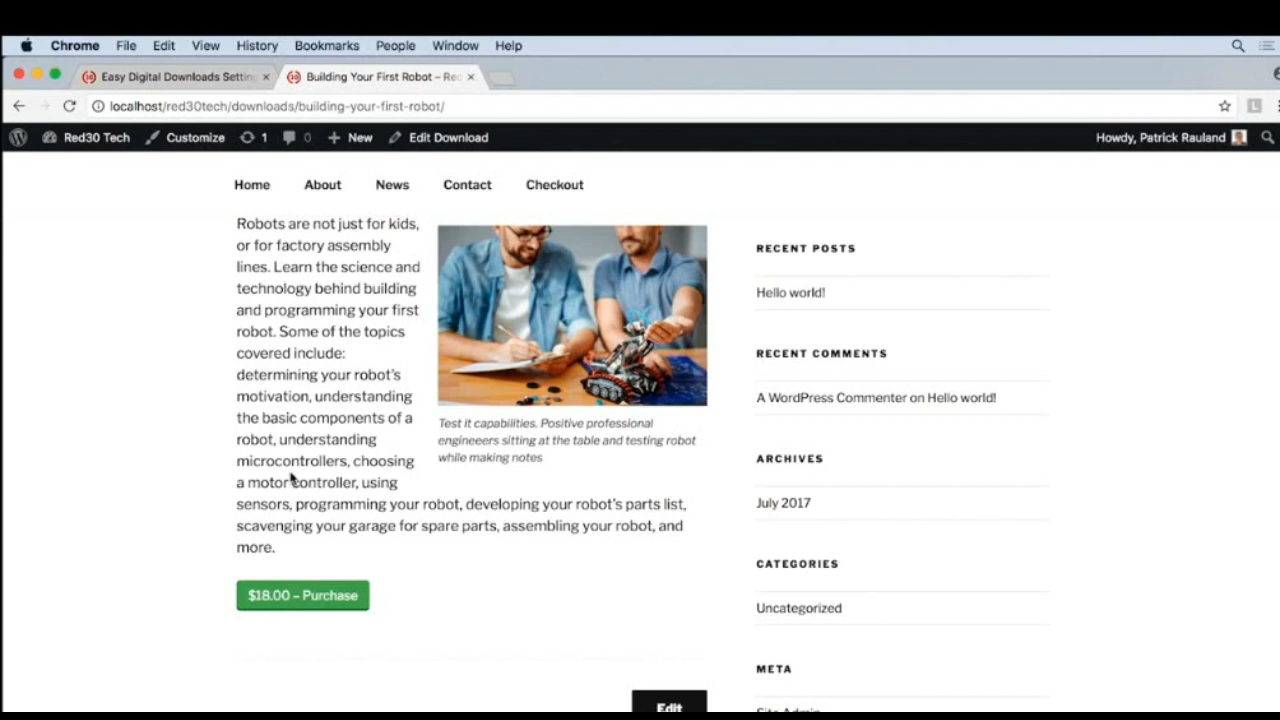 Chrome File Edit View History Bookmarks People Window Help
Easy Digital Downloads Settin
Building Your First Robot – Rec
localhost/red30tech/downloads/building-your-first-robot/
Red30 Tech Customize 1 0 New Edit Download
Howdy, Patrick Rauland
Home About News Contact Checkout
Robots are not just for kids,
or for factory assembly
lines. Learn the science and
technology behind building
and programming your first
robot. Some of the topics
covered include:
determining your robot's
motivation, understanding
the basic components of a
robot, understanding
microcontrollers, choosing
a motor controller, using
sensors, programming your robot, developing your robot's parts list,
scavenging your garage for spare parts, assembling your robot, and
more.
Test it capabilities. Positive professional
engineeers sitting at the table and testing robot
while making notes
$18.00 – Purchase
Edit
RECENT POSTS
Hello world!
RECENT COMMENTS
A WordPress Commenter on Hello world!
ARCHIVES
July 2017
CATEGORIES
Uncategorized
META
Site Admin